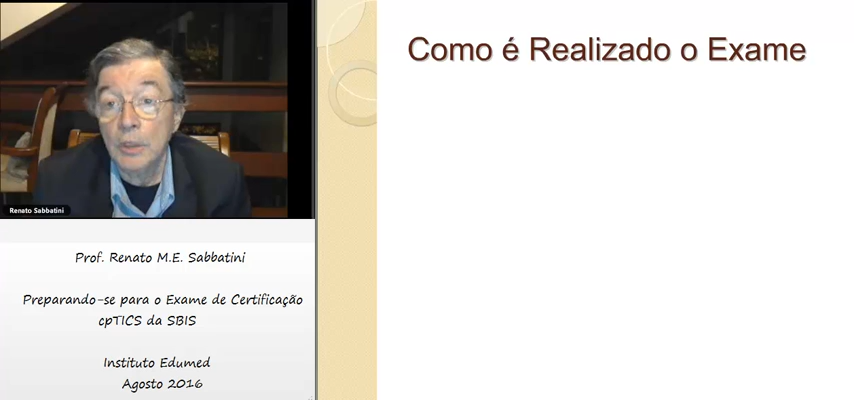 Como é Realizado o Exame
Renato Sabbatini
Prof. Renato M.E. Sabbatini
Preparando-se para o Exame de Certificação
cpTICS da SBIS
Instituto Edumed
Agosto 2016